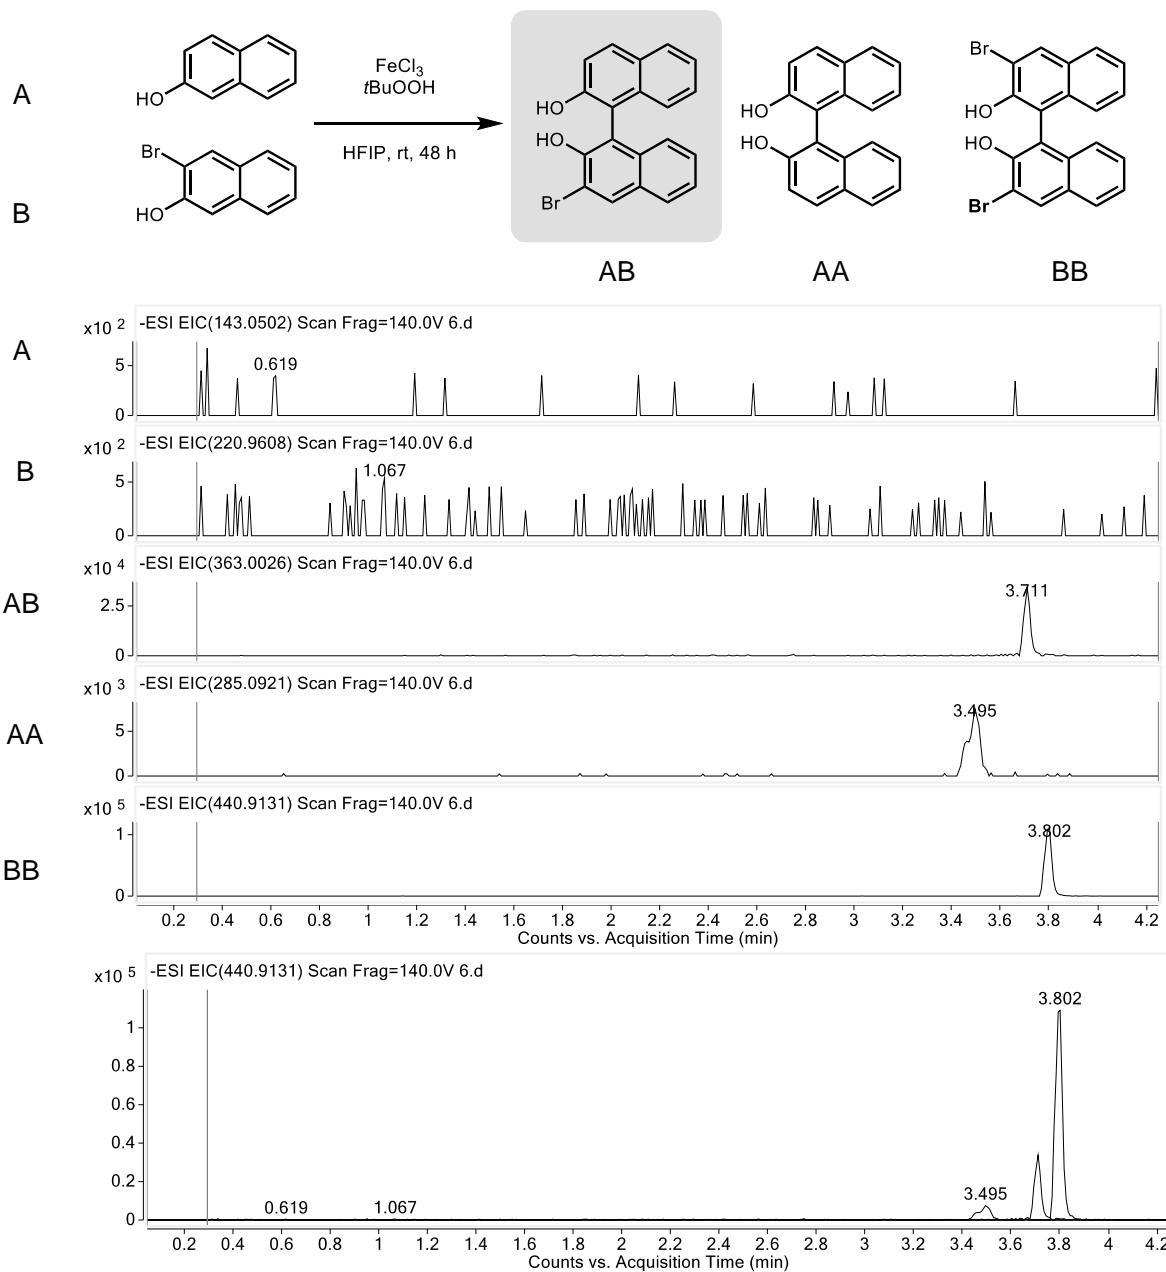 A
B
HO
Br
HO
FeCl3
tBuOOH
HFIP, rt, 48 h
HO
HO
Br
HO
HO
Br
HO
HO
Br
AB
AA
BB
A
x10 2
-ESI EIC(143.0502) Scan Frag=140.0V 6.d
5
0
0.619
B
x10 2
-ESI EIC(220.9608) Scan Frag=140.0V 6.d
5
0
1.067
AB
x10 4
-ESI EIC(363.0026) Scan Frag=140.0V 6.d
2.5
0
3.711
AA
x10 3
-ESI EIC(285.0921) Scan Frag=140.0V 6.d
5
0
3.495
BB
x10 5
-ESI EIC(440.9131) Scan Frag=140.0V 6.d
1
0
3.802
0.2 0.4 0.6 0.8 1 1.2 1.4 1.6 1.8 2 2.2 2.4 2.6 2.8 3 3.2 3.4 3.6 3.8 4 4.2
Counts vs. Acquisition Time (min)
x10 5
-ESI EIC(440.9131) Scan Frag=140.0V 6.d
3.802
1
0.8
0.6
0.4
0.2
0
0.619
1.067
3.495
0.2 0.4 0.6 0.8 1 1.2 1.4 1.6 1.8 2 2.2 2.4 2.6 2.8 3 3.2 3.4 3.6 3.8 4 4.2
Counts vs. Acquisition Time (min)